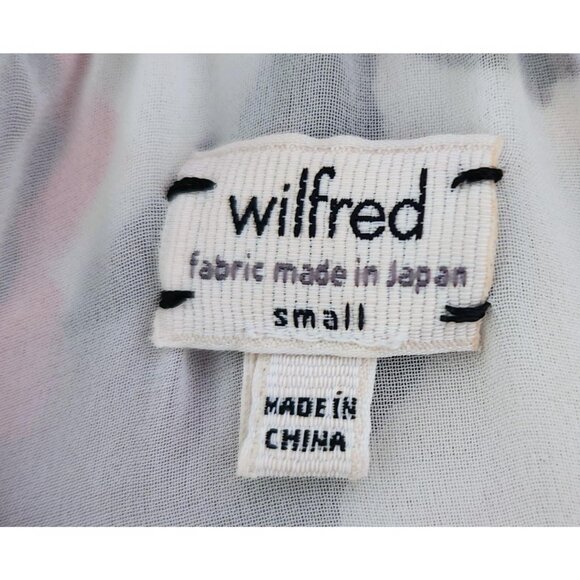 wilfred
fabric made in Japan
small
MADE iN
CHINA